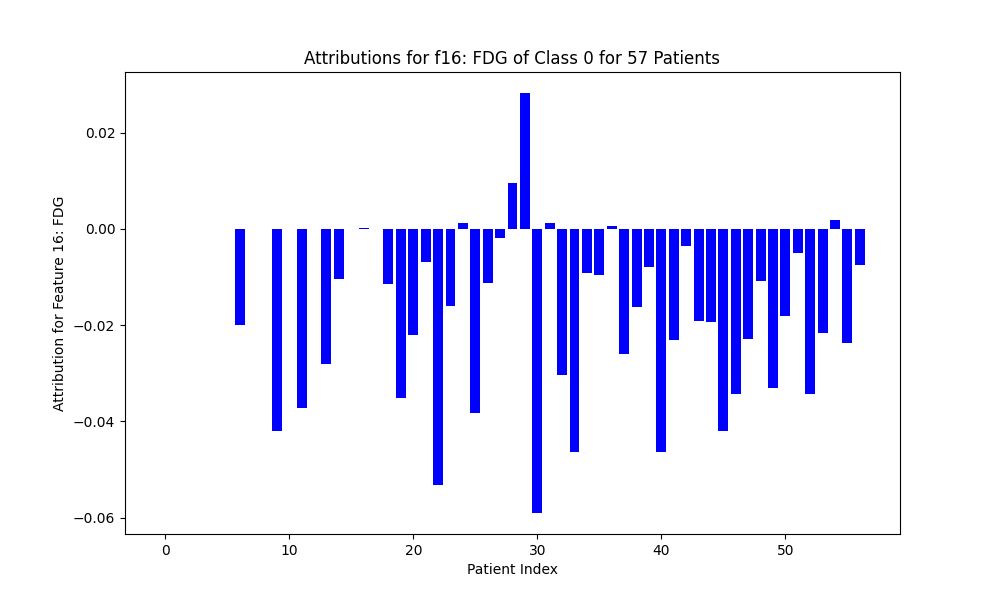 Attributions for f16: FDG of Class 0 for 57 Patients
Attribution for Feature 16: FDG
0.02
0.00
−0.02
−0.04
−0.06
0 10 20 30 40 50
Patient Index